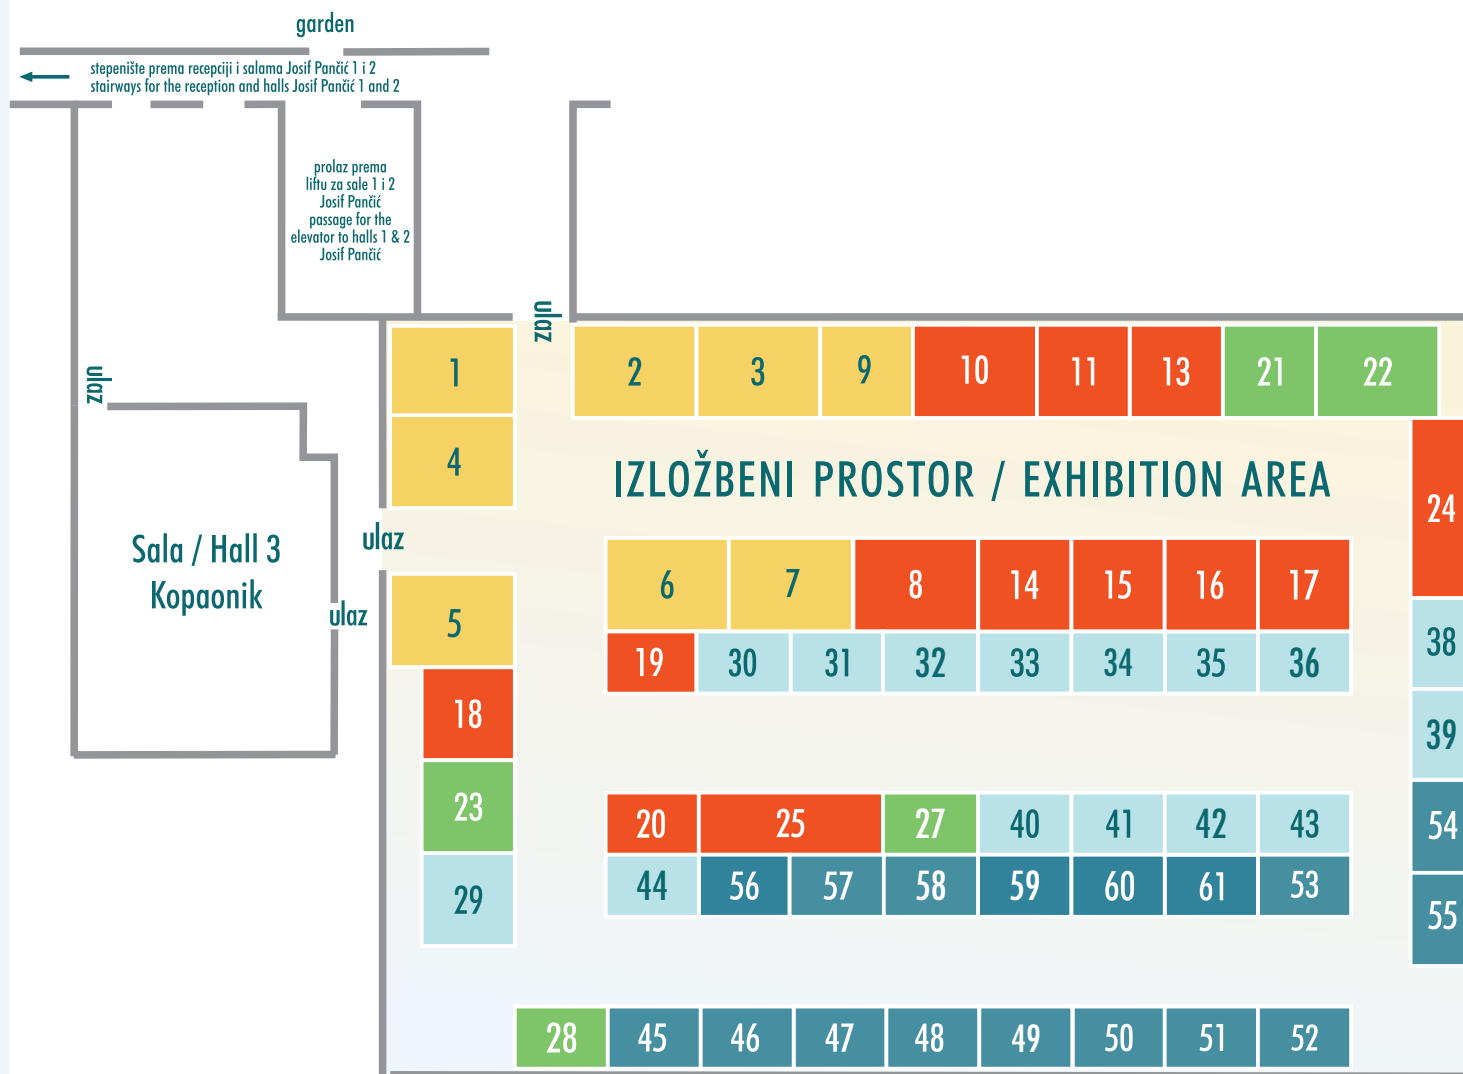 garden
stepenište prema recepciji i salama Josif Pančić 1 i 2
stairways for the reception and halls Josif Pančić 1 and 2
prolaz prema
liftu za sale 1 i 2
Josif Pančić
passage for the
elevator to halls 1 & 2
Josif Pančić
ulaz
ulaz
1
2 3 9 10 11 13 21 22
4
IZLOŽBENI PROSTOR / EXHIBITION AREA
24
ulaz
Sala / Hall 3
Kopaonik
ulaz
5
6 7 8 14 15 16 17
19 30 31 32 33 34 35 36
38
18
39
23
20 25 27 40 41 42 43
54
29
44 56 57 58 59 60 61 53
55
28 45 46 47 48 49 50 51 52